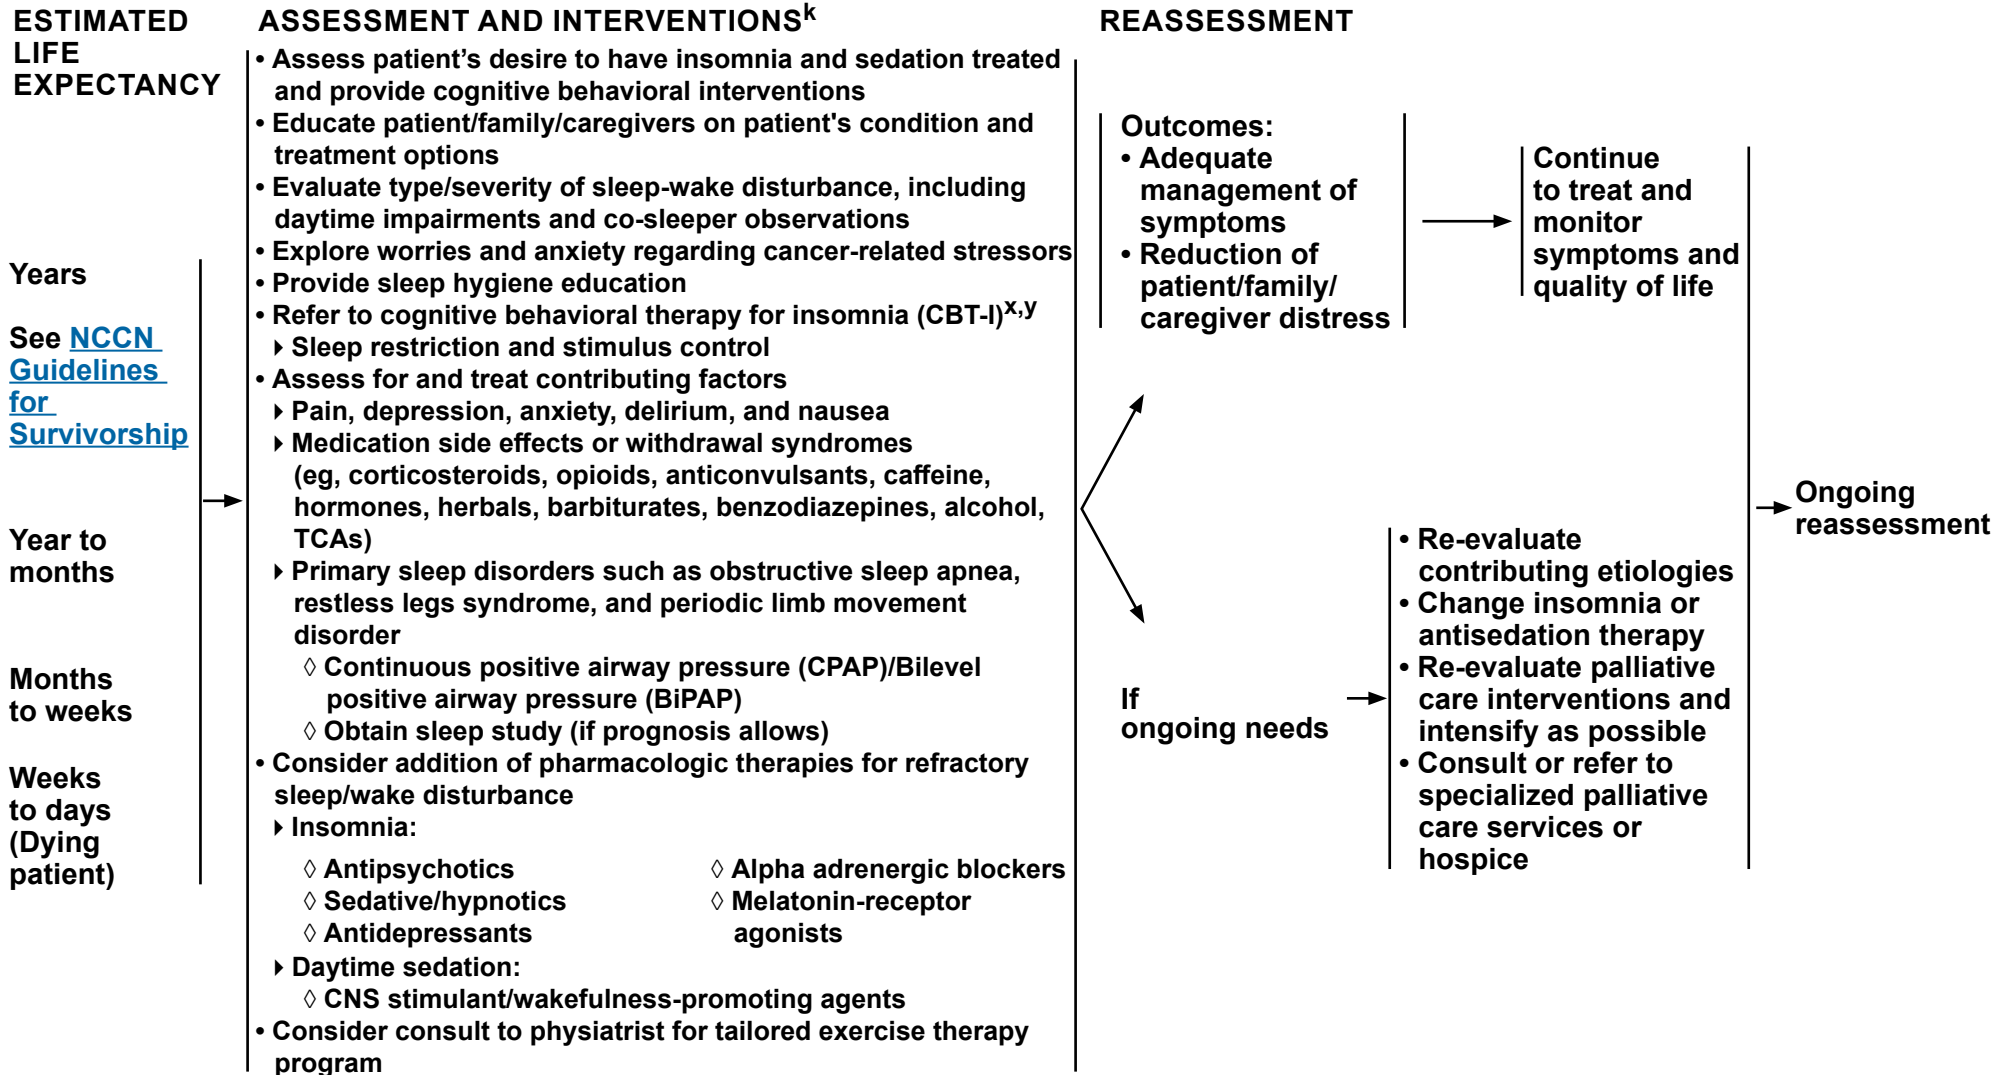 ESTIMATED
LIFE
EXPECTANCY
Years
See NCCN
Guidelines
for
Survivorship
Year to
months
Months
to weeks
Weeks
to days
(Dying
patient)
ASSESSMENT AND INTERVENTIONSk
• Assess patient’s desire to have insomnia and sedation treated
and provide cognitive behavioral interventions
• Educate patient/family/caregivers on patient's condition and
treatment options
• Evaluate type/severity of sleep-wake disturbance, including
daytime impairments and co-sleeper observations
• Explore worries and anxiety regarding cancer-related stressors
• Provide sleep hygiene education
• Refer to cognitive behavioral therapy for insomnia (CBT-I)x,y
▸ Sleep restriction and stimulus control
• Assess for and treat contributing factors
▸ Pain, depression, anxiety, delirium, and nausea
▸ Medication side effects or withdrawal syndromes
(eg, corticosteroids, opioids, anticonvulsants, caffeine,
hormones, herbals, barbiturates, benzodiazepines, alcohol,
TCAs)
▸ Primary sleep disorders such as obstructive sleep apnea,
restless legs syndrome, and periodic limb movement
disorder
◊ Continuous positive airway pressure (CPAP)/Bilevel
positive airway pressure (BiPAP)
◊ Obtain sleep study (if prognosis allows)
• Consider addition of pharmacologic therapies for refractory
sleep/wake disturbance
▸ Insomnia:
◊ Antipsychotics
◊ Sedative/hypnotics
◊ Antidepressants
◊ Alpha adrenergic blockers
◊ Melatonin-receptor
agonists
▸ Daytime sedation:
◊ CNS stimulant/wakefulness-promoting agents
• Consider consult to physiatrist for tailored exercise therapy
program
REASSESSMENT
Outcomes:
• Adequate
management of
symptoms
• Reduction of
patient/family/
caregiver distress
Continue
to treat and
monitor
symptoms and
quality of life
If
ongoing needs
• Re-evaluate
contributing etiologies
• Change insomnia or
antisedation therapy
• Re-evaluate palliative
care interventions and
intensify as possible
• Consult or refer to
specialized palliative
care services or
hospice
Ongoing
reassessment